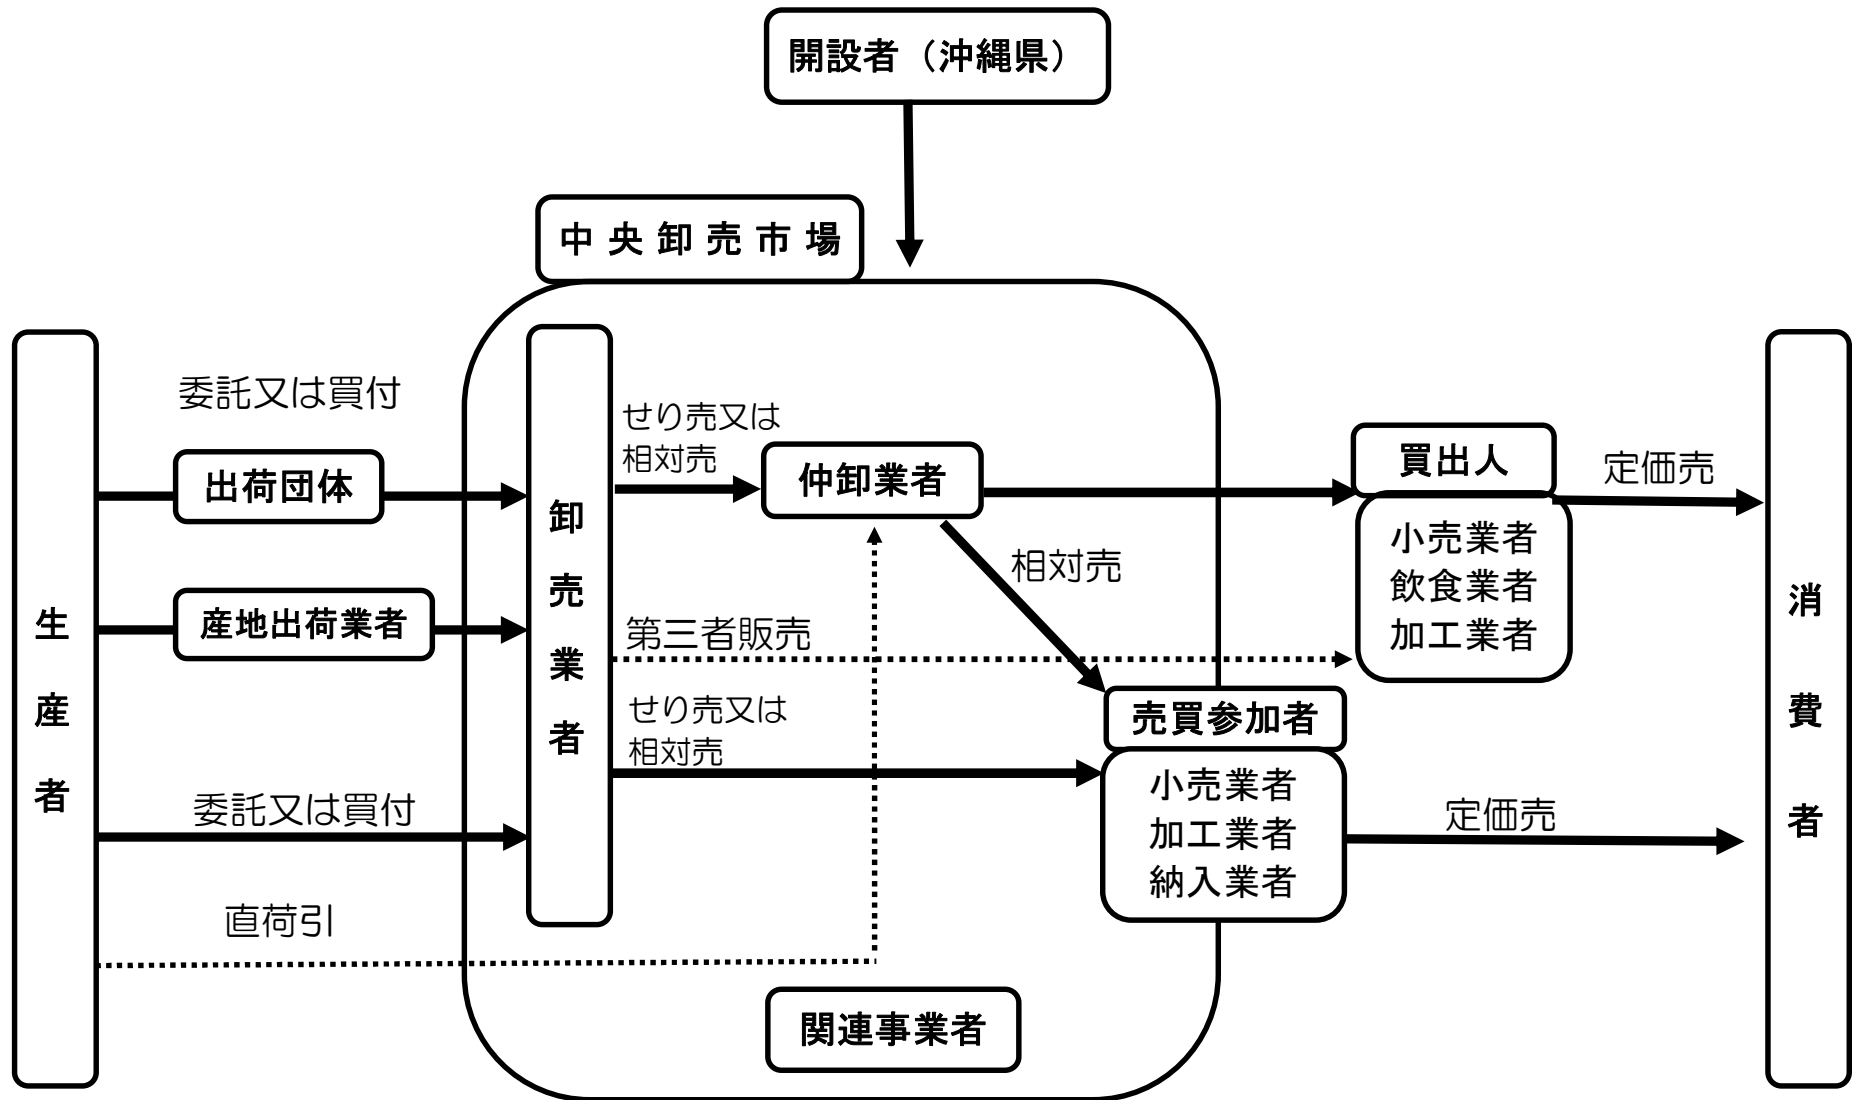 開設者（沖縄県）
中央卸売市場
生産者
委託又は買付
出荷団体
産地出荷業者
委託又は買付
直荷引
卸売業者
せり売又は
相対売
仲卸業者
相対売
第三者販売
せり売又は
相対売
買出人
小売業者
飲食業者
加工業者
定価売
売買参加者
小売業者
加工業者
納入業者
定価売
関連事業者
消費者